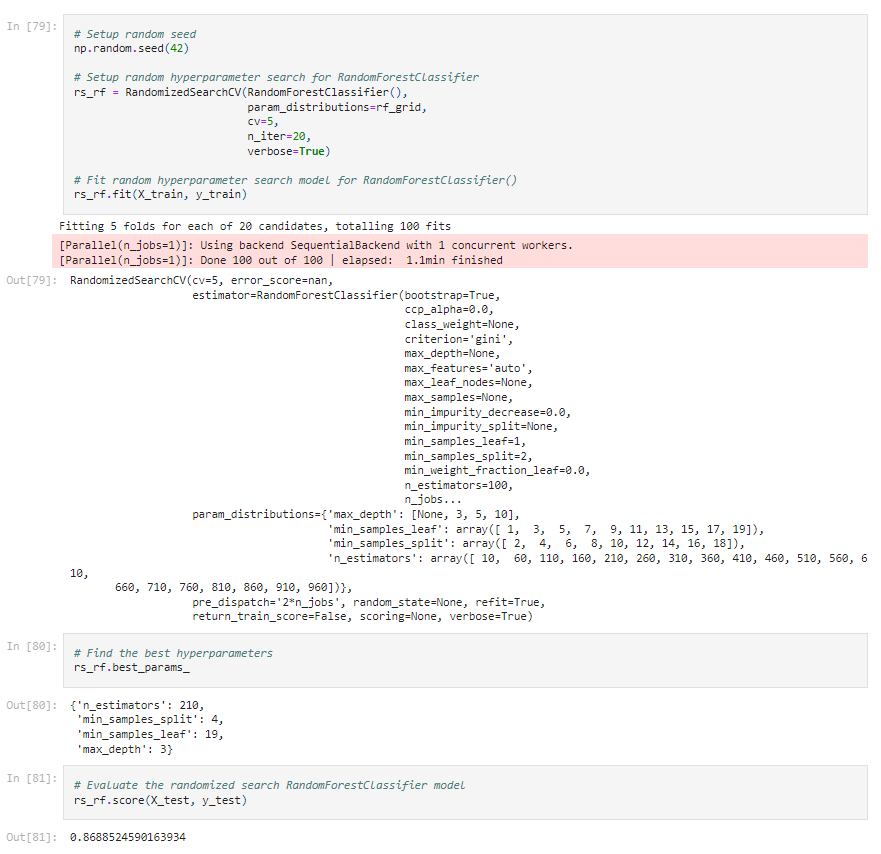 In [79]:
# Setup random seed
np.random.seed(42)
# Setup random hyperparameter search for RandomForestClassifier
rs_rf = RandomizedSearchCV(RandomForestClassifier(),
param_distributions=rf_grid,
cv=5,
n_iter=20,
verbose=True)
# Fit random hyperparameter search model for RandomForestClassifier()
rs_rf.fit(X_train, y_train)
Fitting 5 folds for each of 20 candidates, totalling 100 fits
[Parallel(n_jobs=1)]: Using backend SequentialBackend with 1 concurrent workers.
[Parallel(n_jobs=1)]: Done 100 out of 100 | elapsed:  1.1min finished
Out[79]: RandomizedSearchCV(cv=5, error_score=nan,
estimator=RandomForestClassifier(bootstrap=True,
ccp_alpha=0.0,
class_weight=None,
criterion='gini',
max_depth=None,
max_features='auto',
max_leaf_nodes=None,
max_samples=None,
min_impurity_decrease=0.0,
min_impurity_split=None,
min_samples_leaf=1,
min_samples_split=2,
min_weight_fraction_leaf=0.0,
n_estimators=100,
n_jobs...
param_distributions={'max_depth': [None, 3, 5, 10],
'min_samples_leaf': array([ 1,  3,  5,  7,  9, 11, 13, 15, 17, 19]),
'min_samples_split': array([ 2,  4,  6,  8, 10, 12, 14, 16, 18]),
'n_estimators': array([ 10,  60, 110, 160, 210, 260, 310, 360, 410, 460, 510, 560, 6
10,
660, 710, 760, 810, 860, 910, 960])},
pre_dispatch='2*n_jobs', random_state=None, refit=True,
return_train_score=False, scoring=None, verbose=True)
In [80]:
# Find the best hyperparameters
rs_rf.best_params_
Out[80]: {'n_estimators': 210,
'min_samples_split': 4,
'min_samples_leaf': 19,
'max_depth': 3}
In [81]:
# Evaluate the randomized search RandomForestClassifier model
rs_rf.score(X_test, y_test)
Out[81]: 0.8688524590163934